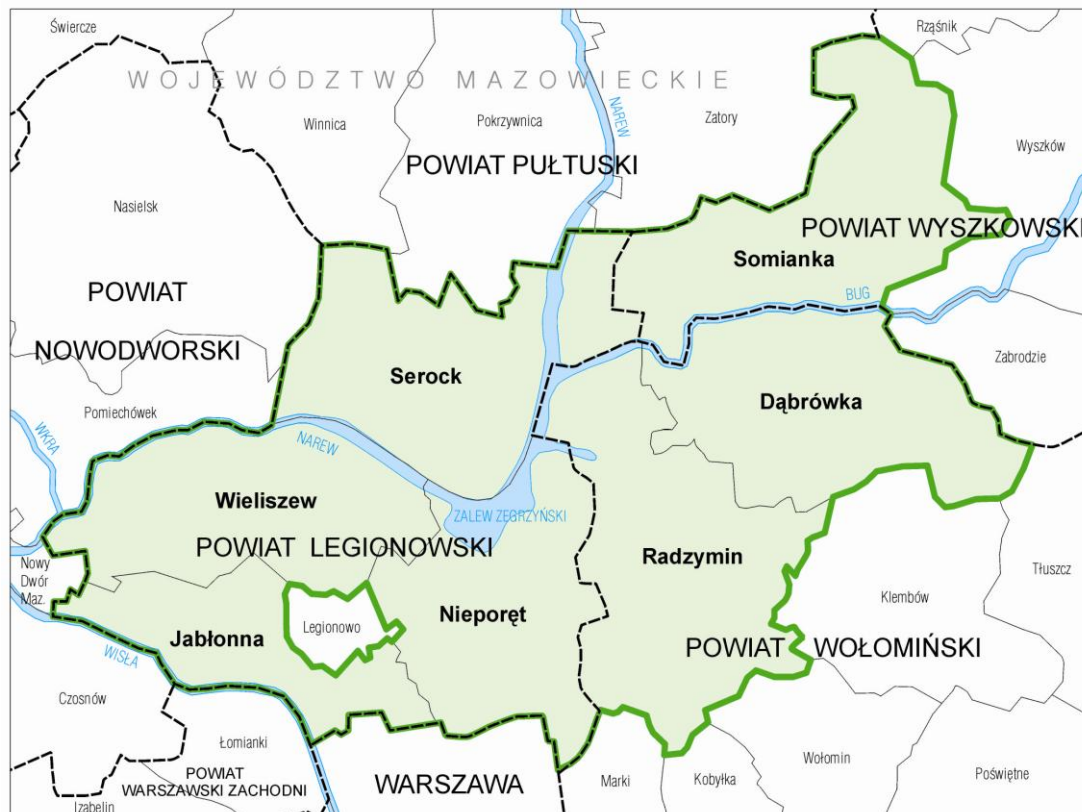 Świercze
Rząśnik
WOJEWÓDZTWO MAZOWIECKIE
NAREW
Winnica
Pokrzywnica
Zatory
Wyszków
POWIAT PUŁTUSKI
Nasielsk
POWIAT WYSZKOWSKI
Somianka
POWIAT
BUG
NOWODWORSKI
Zabrodzie
Serock
Dąbrówka
Pomiechówek
WKRA
NAREW
Wieliszew
ZALEW ZEGRZYŃSKI
POWIAT LEGIONOWSKI
Radzymin
Nowy
Dwór
Maz.
Tłuszcz
Klembów
Nieporęt
Legionowo
Jabłonna
POWIAT WOŁOMIŃSKI
WISŁA
Czosnów
Łomianki
Wołomin
POWIAT
WARSZAWSKI ZACHODNI
WARSZAWA
Marki
Kobyłka
Poświętne
Izabelin